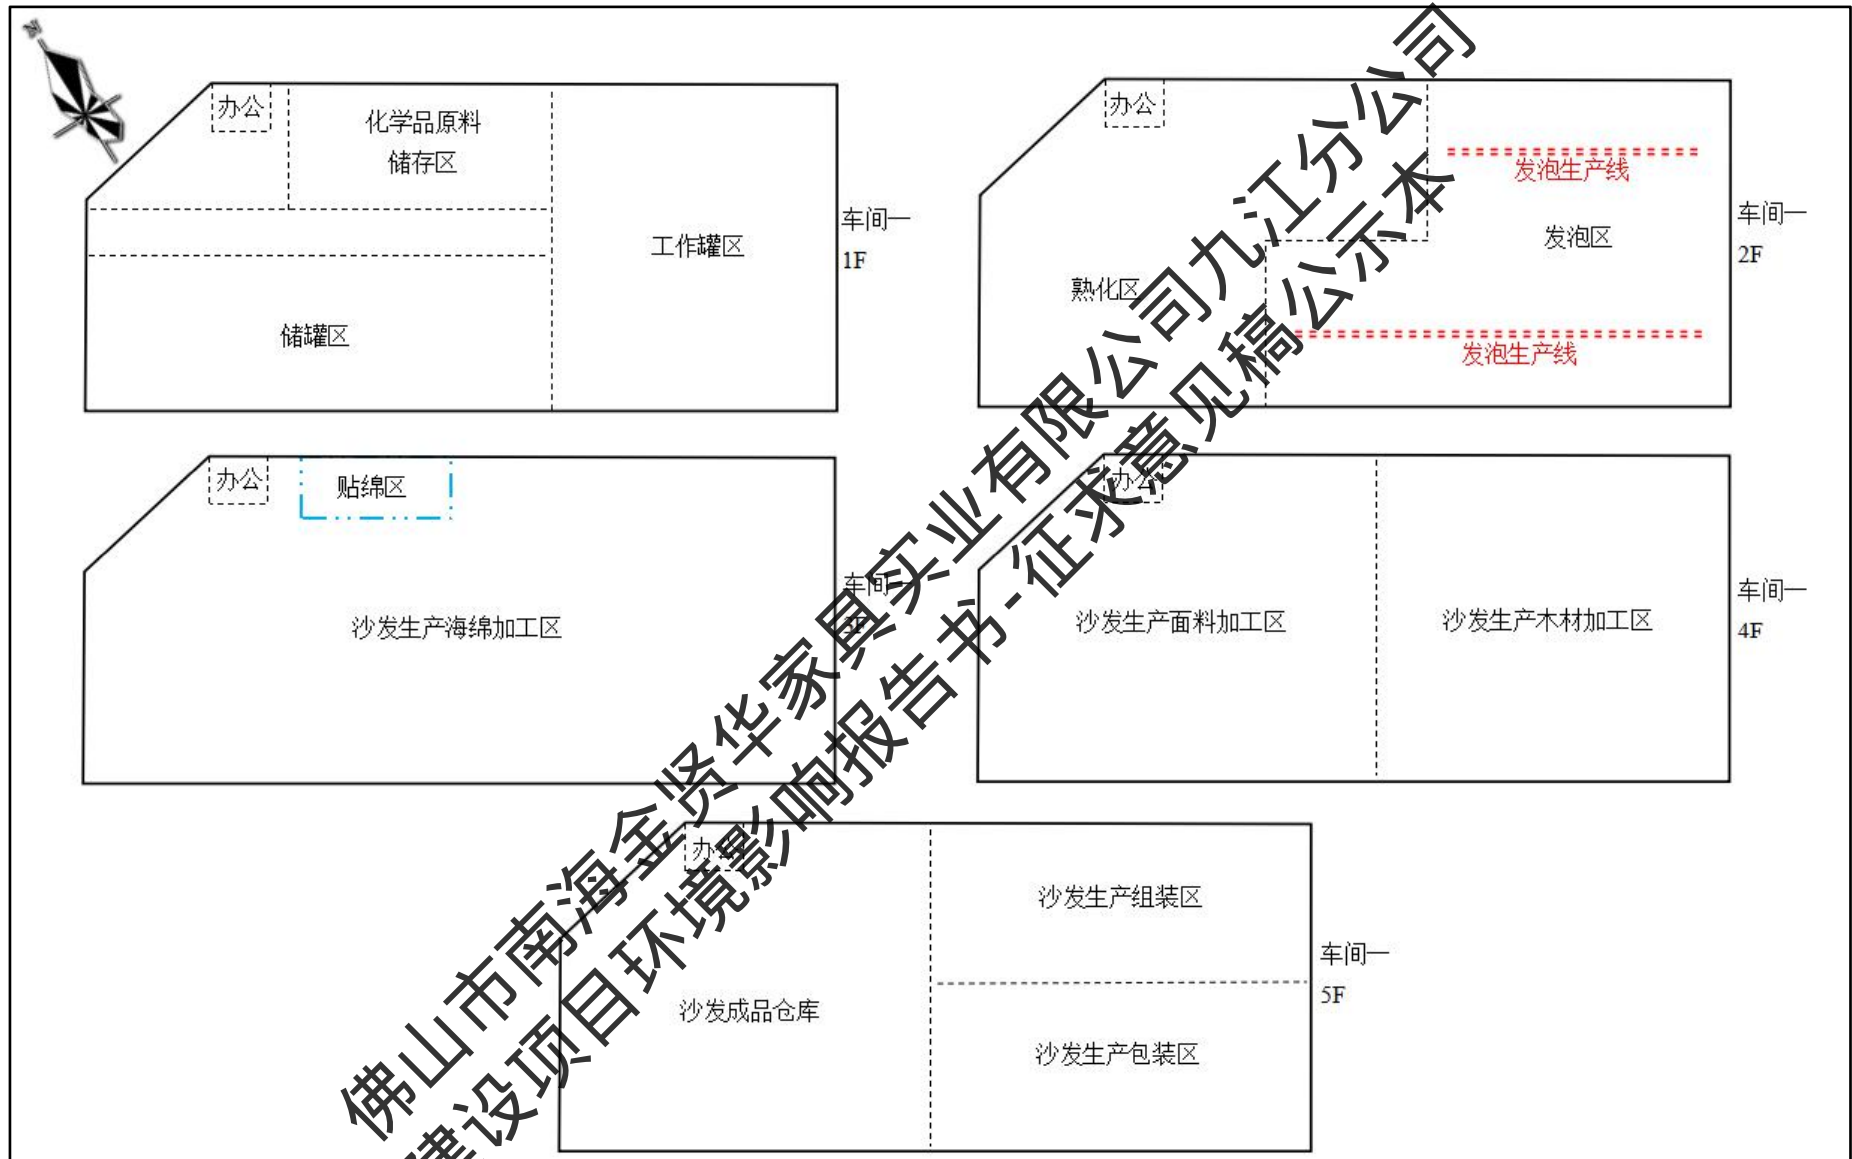 办公
化学品原料
储存区
工作罐区
储罐区
车间一
1F
办公
发泡生产线
发泡区
熟化区
发泡生产线
车间一
2F
办公
贴绵区
沙发生产海绵加工区
车间一
3F
办公
沙发生产面料加工区
沙发生产木材加工区
车间一
4F
办公
沙发生产组装区
沙发成品仓库
沙发生产包装区
车间一
5F
佛山市南海金贤华家具实业有限公司九江分公司
建设项目环境影响报告书-征求意见稿公示本